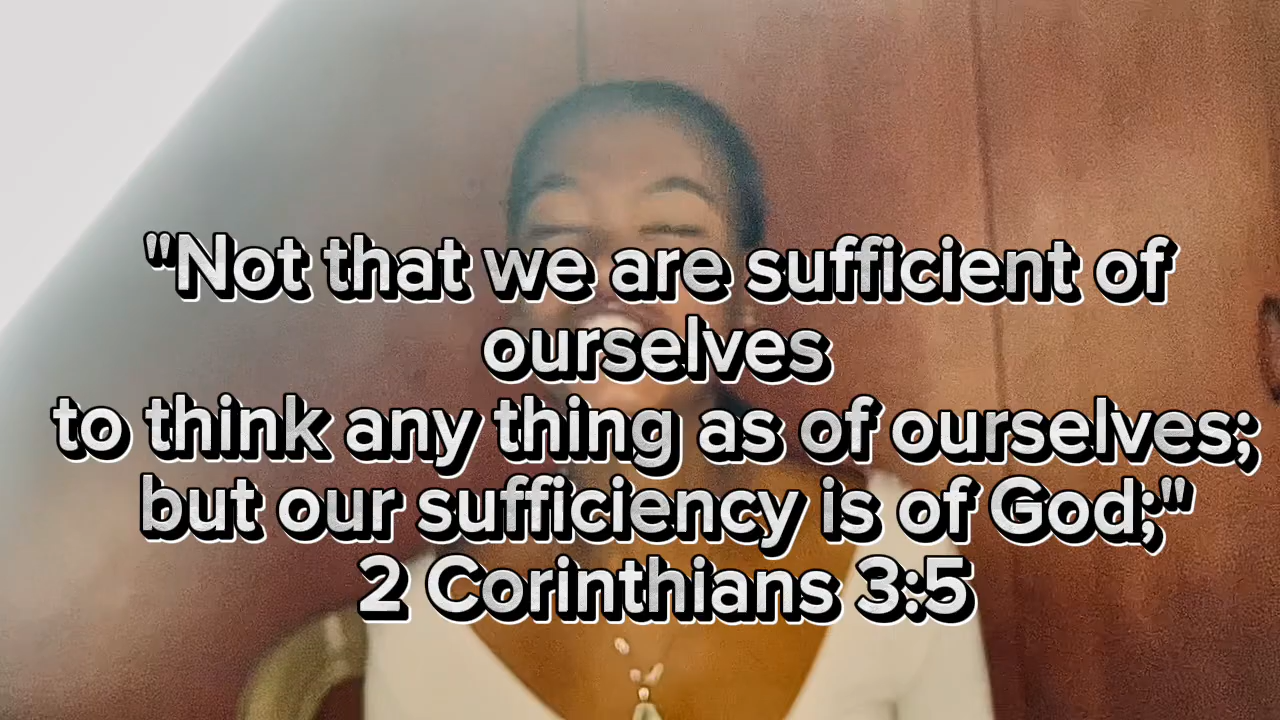 "Not that we are sufficient of
ourselves
to think any thing as of ourselves;
but our sufficiency is of God;"
2 Corinthians 3:5